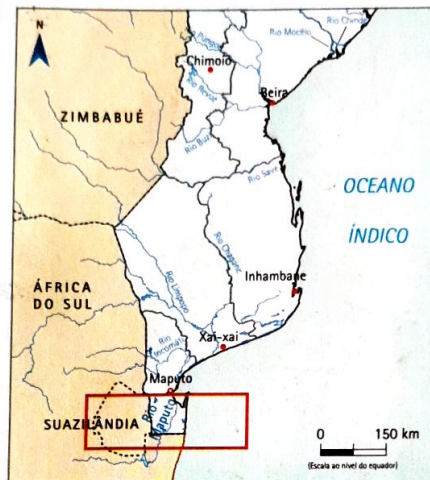 N
Rio Chinde
Rio Mocito
Rio Pungoé
Chimoio
Rio Revué
Beira
ZIMBABUÉ
Rio Buzi
Rio Save
OCEANO
ÍNDICO
Rio Changane
ÁFRICA
DO SUL
Rio Limpopo
Inhambane
Rio
Incomáti
Xai-xai
Maputo
SUAZILÂNDIA
Rio
Maputo
0
150 km
(Escala ao nível do equador)